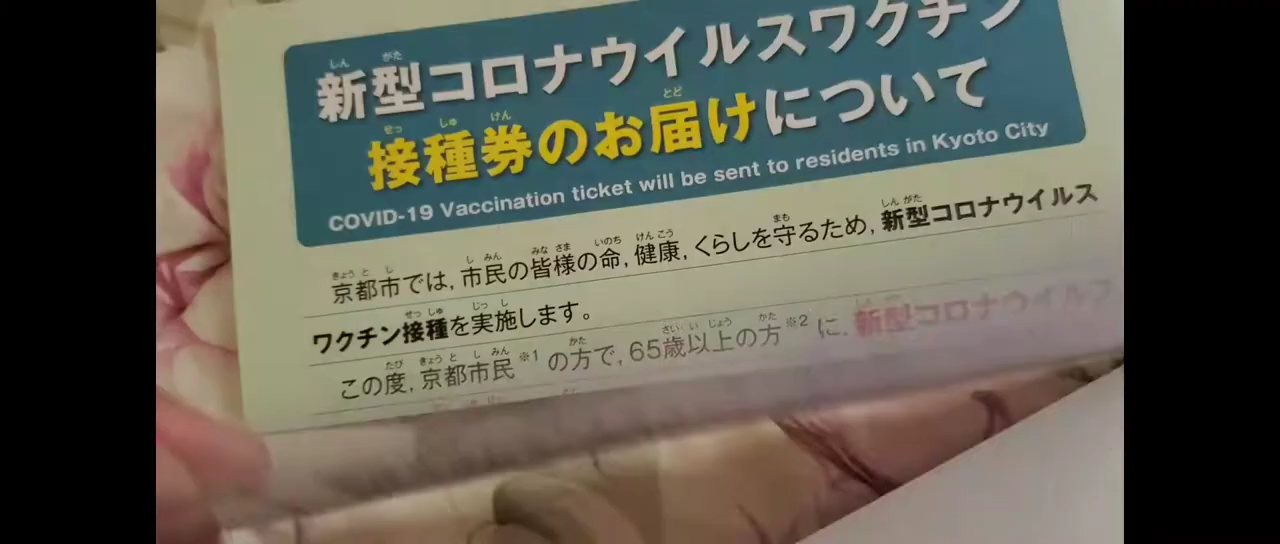 新型コロナウイルスワクチン
接種券のお届けについて
COVID-19 Vaccination ticket will be sent to residents in Kyoto City
京都市では,市民の皆様の命,健康,くらしを守るため,新型コロナウイルス
ワクチン接種を実施します。
この度,京都市民※1の方で,65歳以上の方※2に,新型コロナウイルス